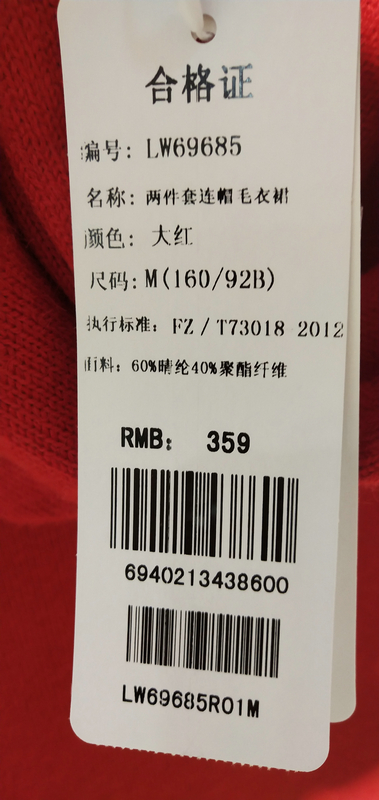 合格证
编号: LW69685
名称: 两件套连帽毛衣裙
颜色: 大红
尺码: M(160/92B)
执行标准: FZ/T73018 2012
面料: 60%晴纶40%聚酯纤维
RMB: 359
6940213438600
LW69685R01M